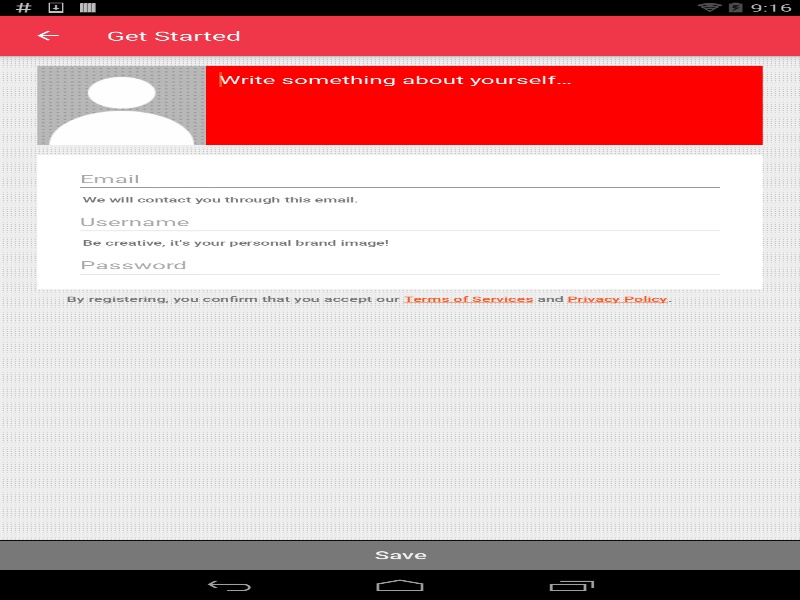 9:16
Get Started
Write something about yourself...
Email
We will contact you through this email.
Username
Be creative, it's your personal brand image!
Password
By registering, you confirm that you accept our Terms of Services and Privacy Policy.
Save